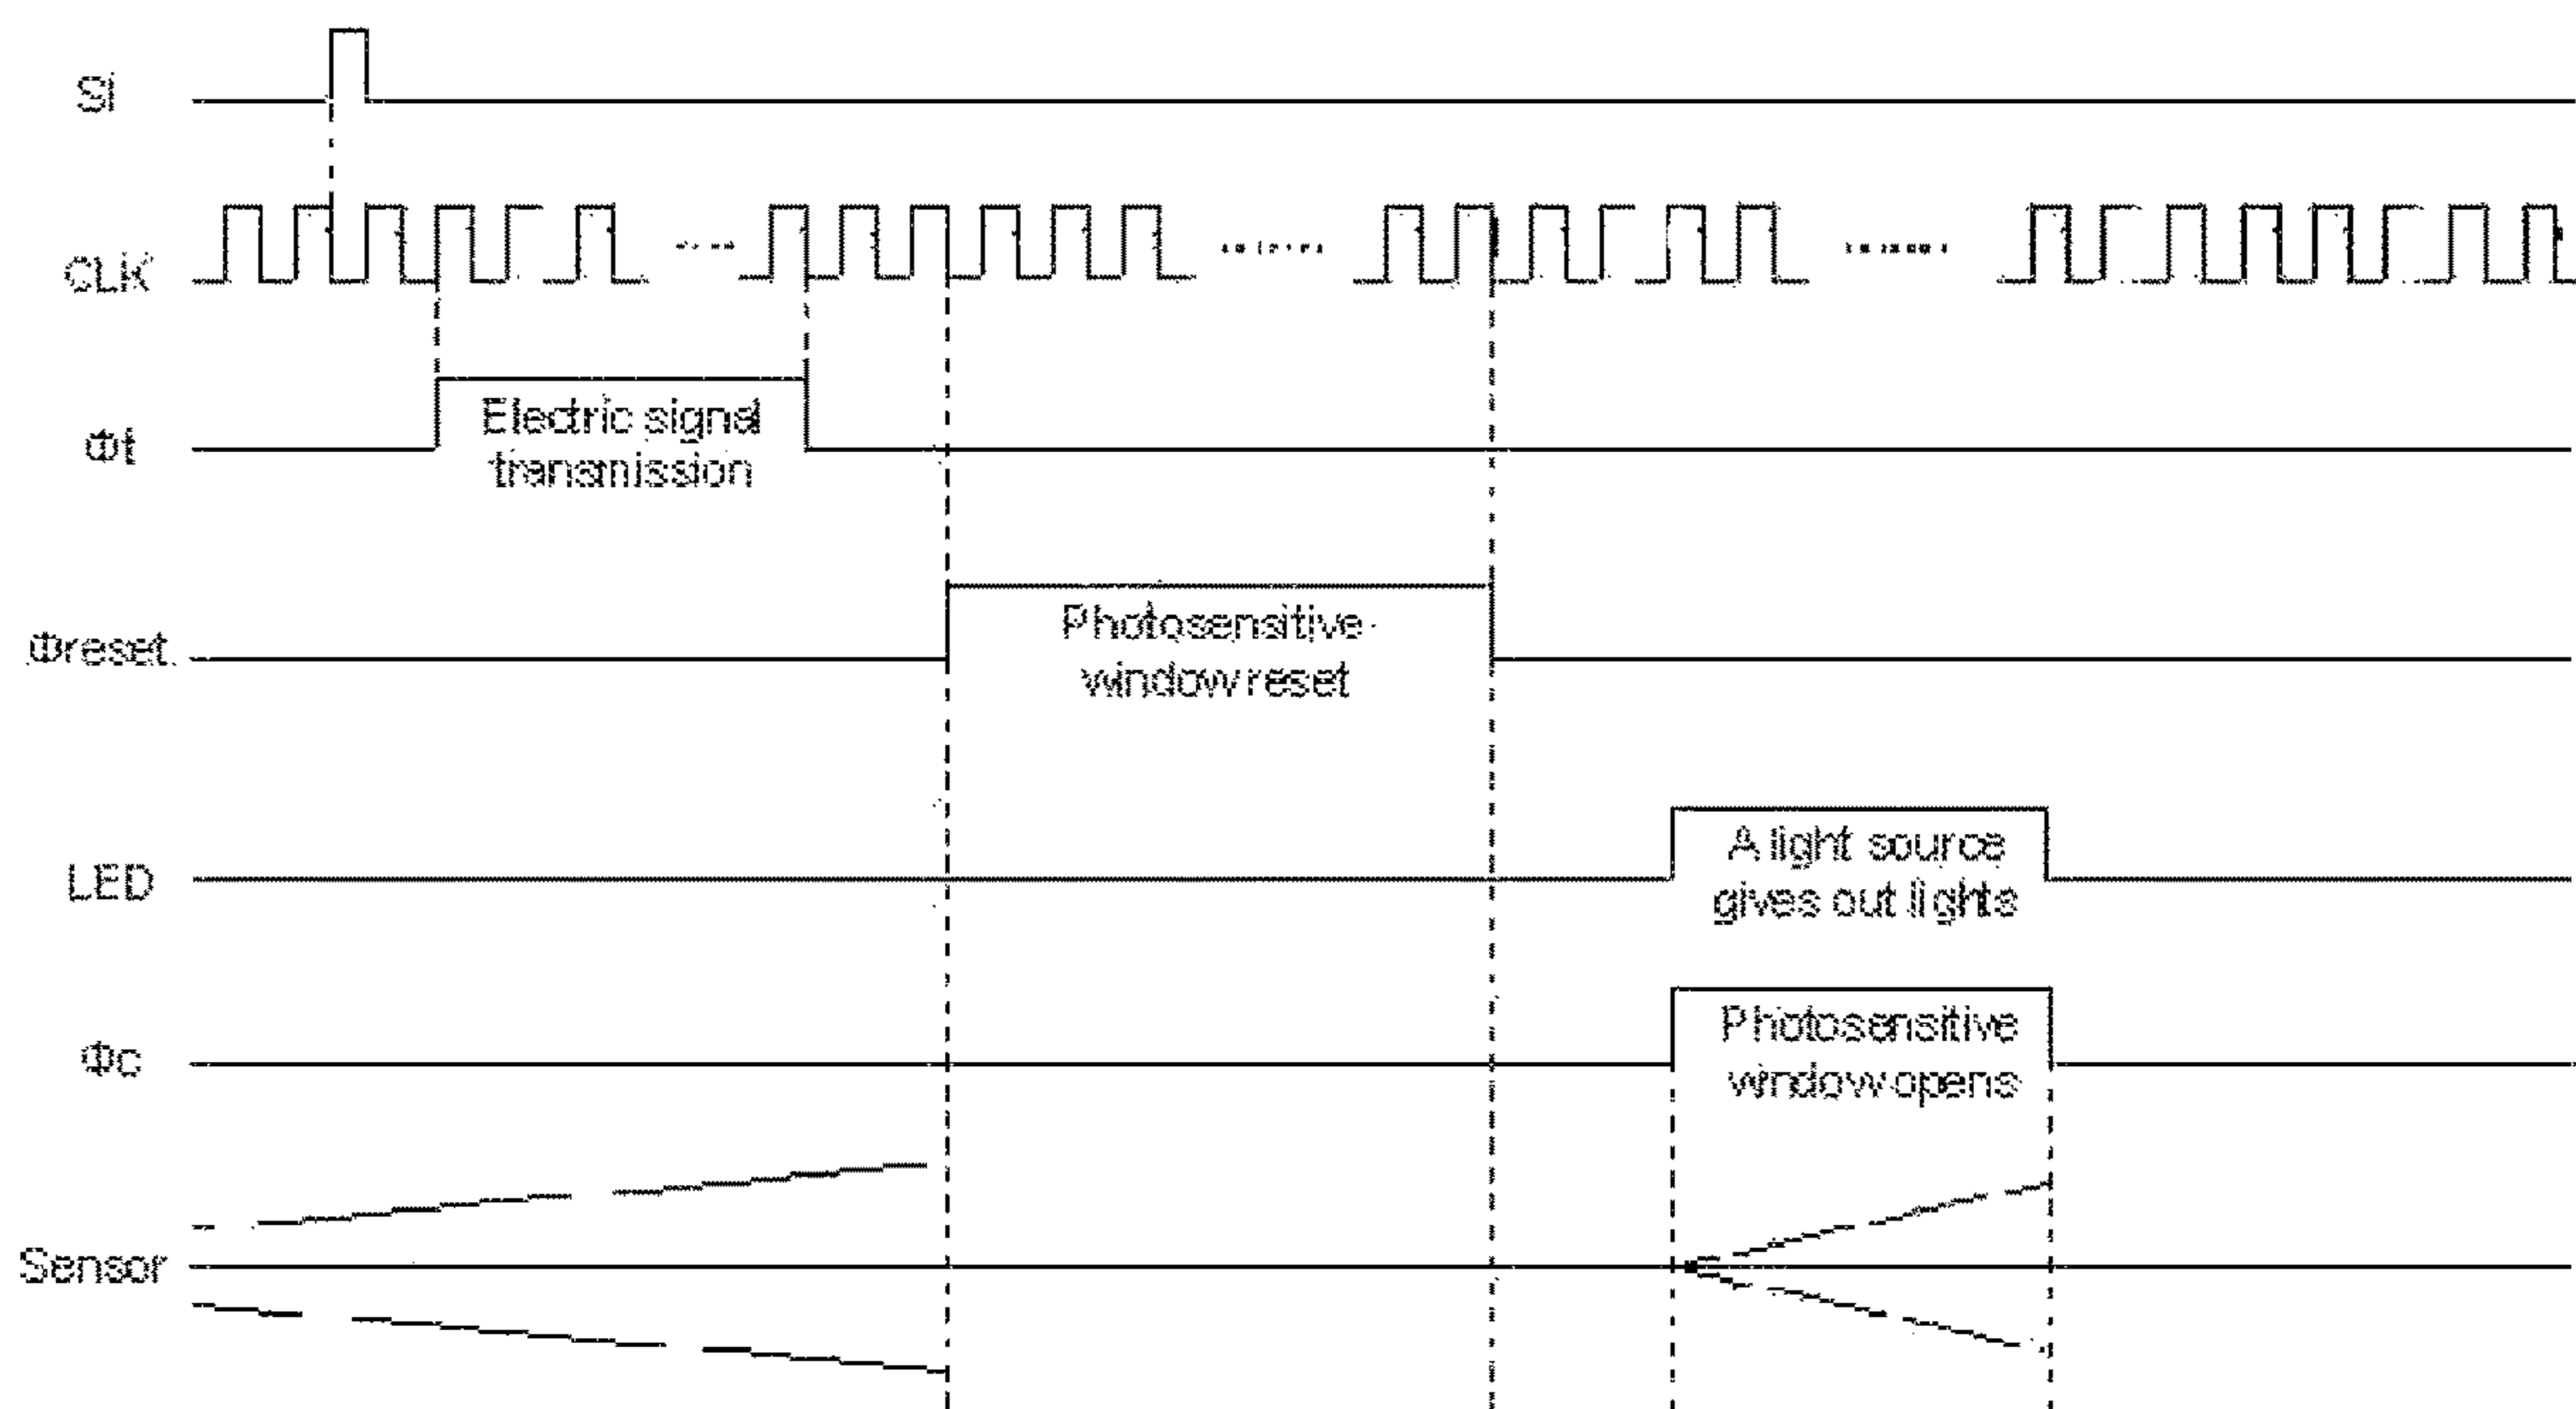 SI
CLK
Φt
Electric signal
transmission
Φreset
Photosensitive
window reset
LED
A light source
gives out lights
Φc
Photosensitive
window opens
Sensor